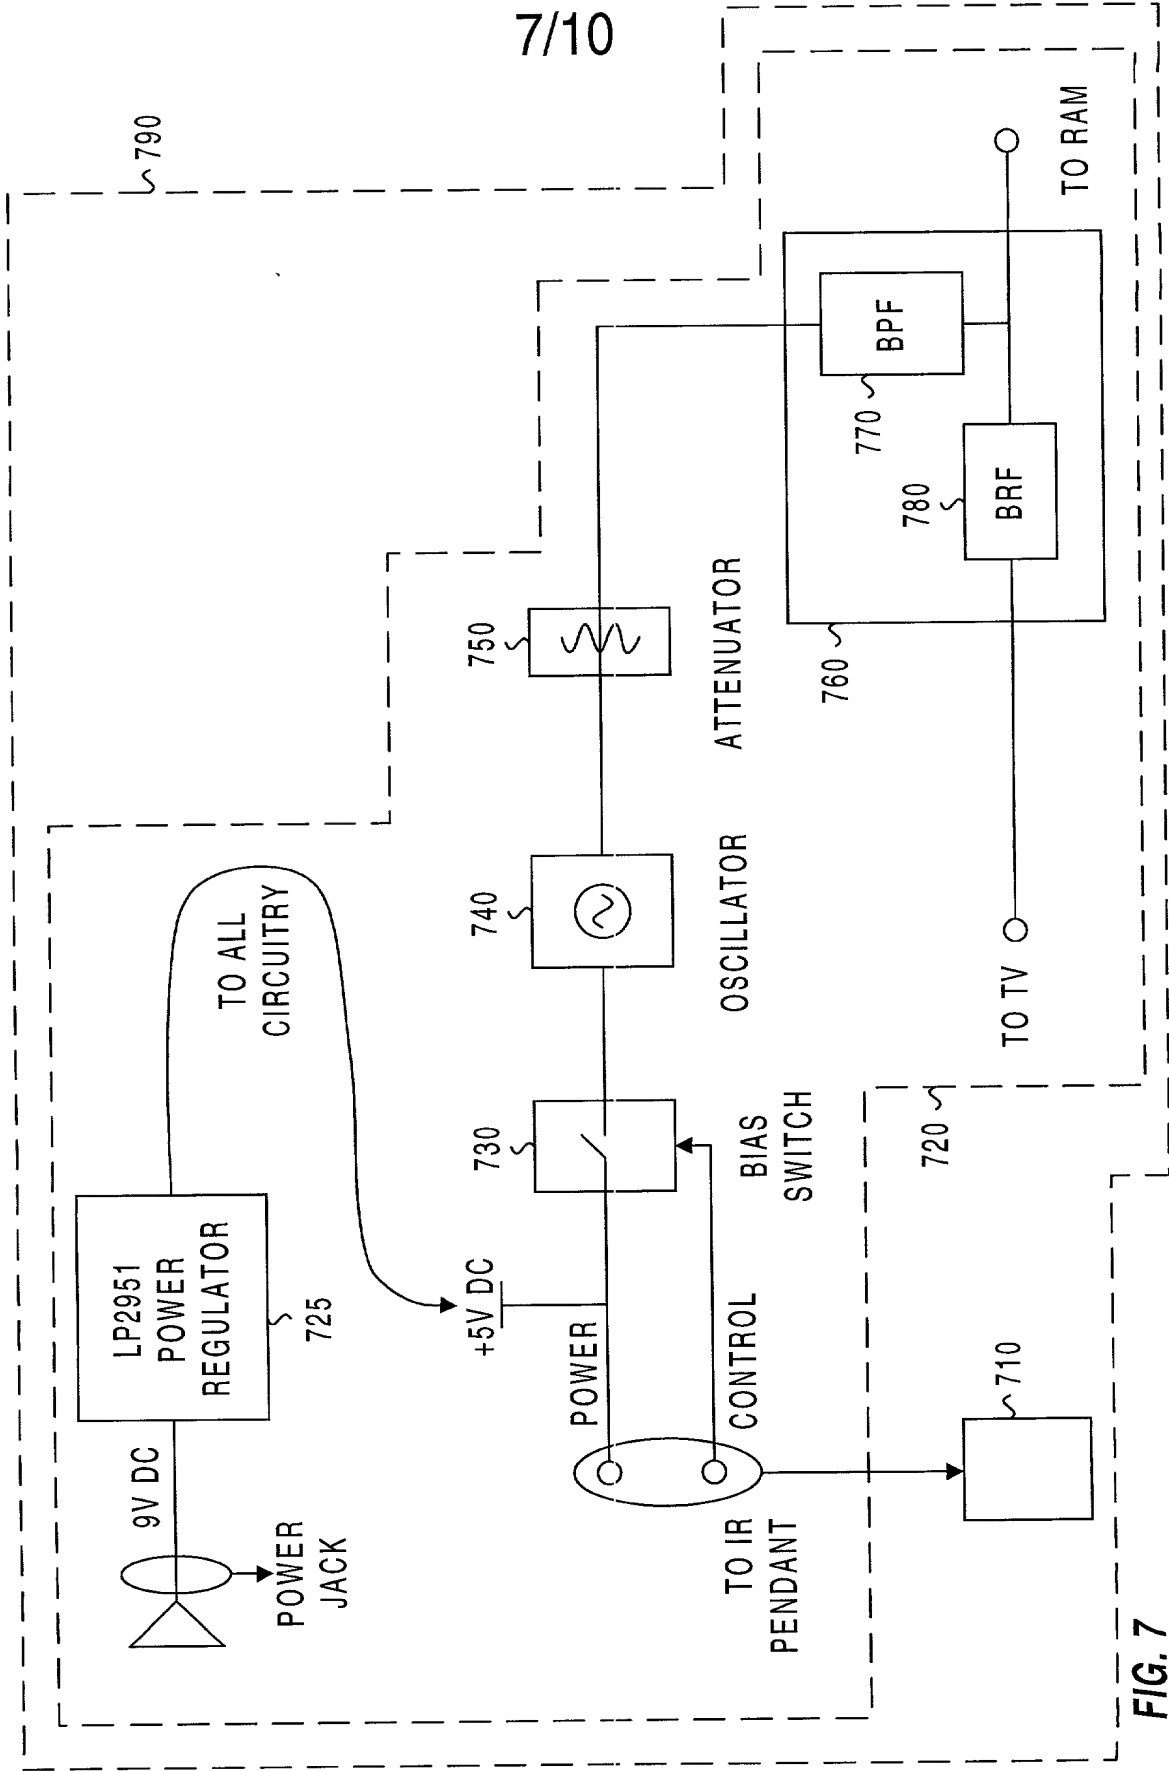 7/10
790
9V DC
POWER
JACK
LP2951
POWER
REGULATOR
725
TO ALL
CIRCUITRY
+5V DC
POWER
CONTROL
TO IR
PENDANT
730
BIAS
SWITCH
740
OSCILLATOR
750
ATTENUATOR
760
770
BPF
780
BRF
TO RAM
TO TV
720
710
FIG. 7